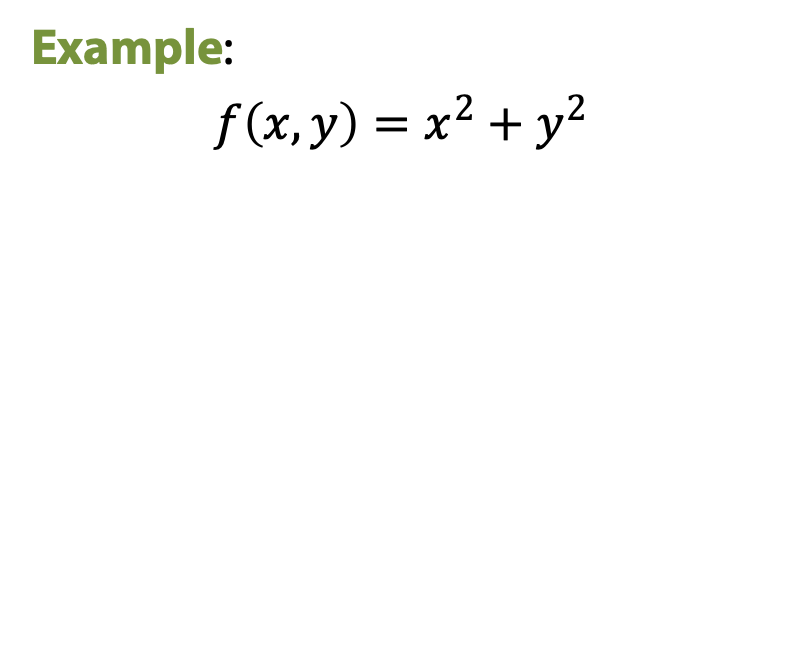 Example:
f(x, y) = x² + y²